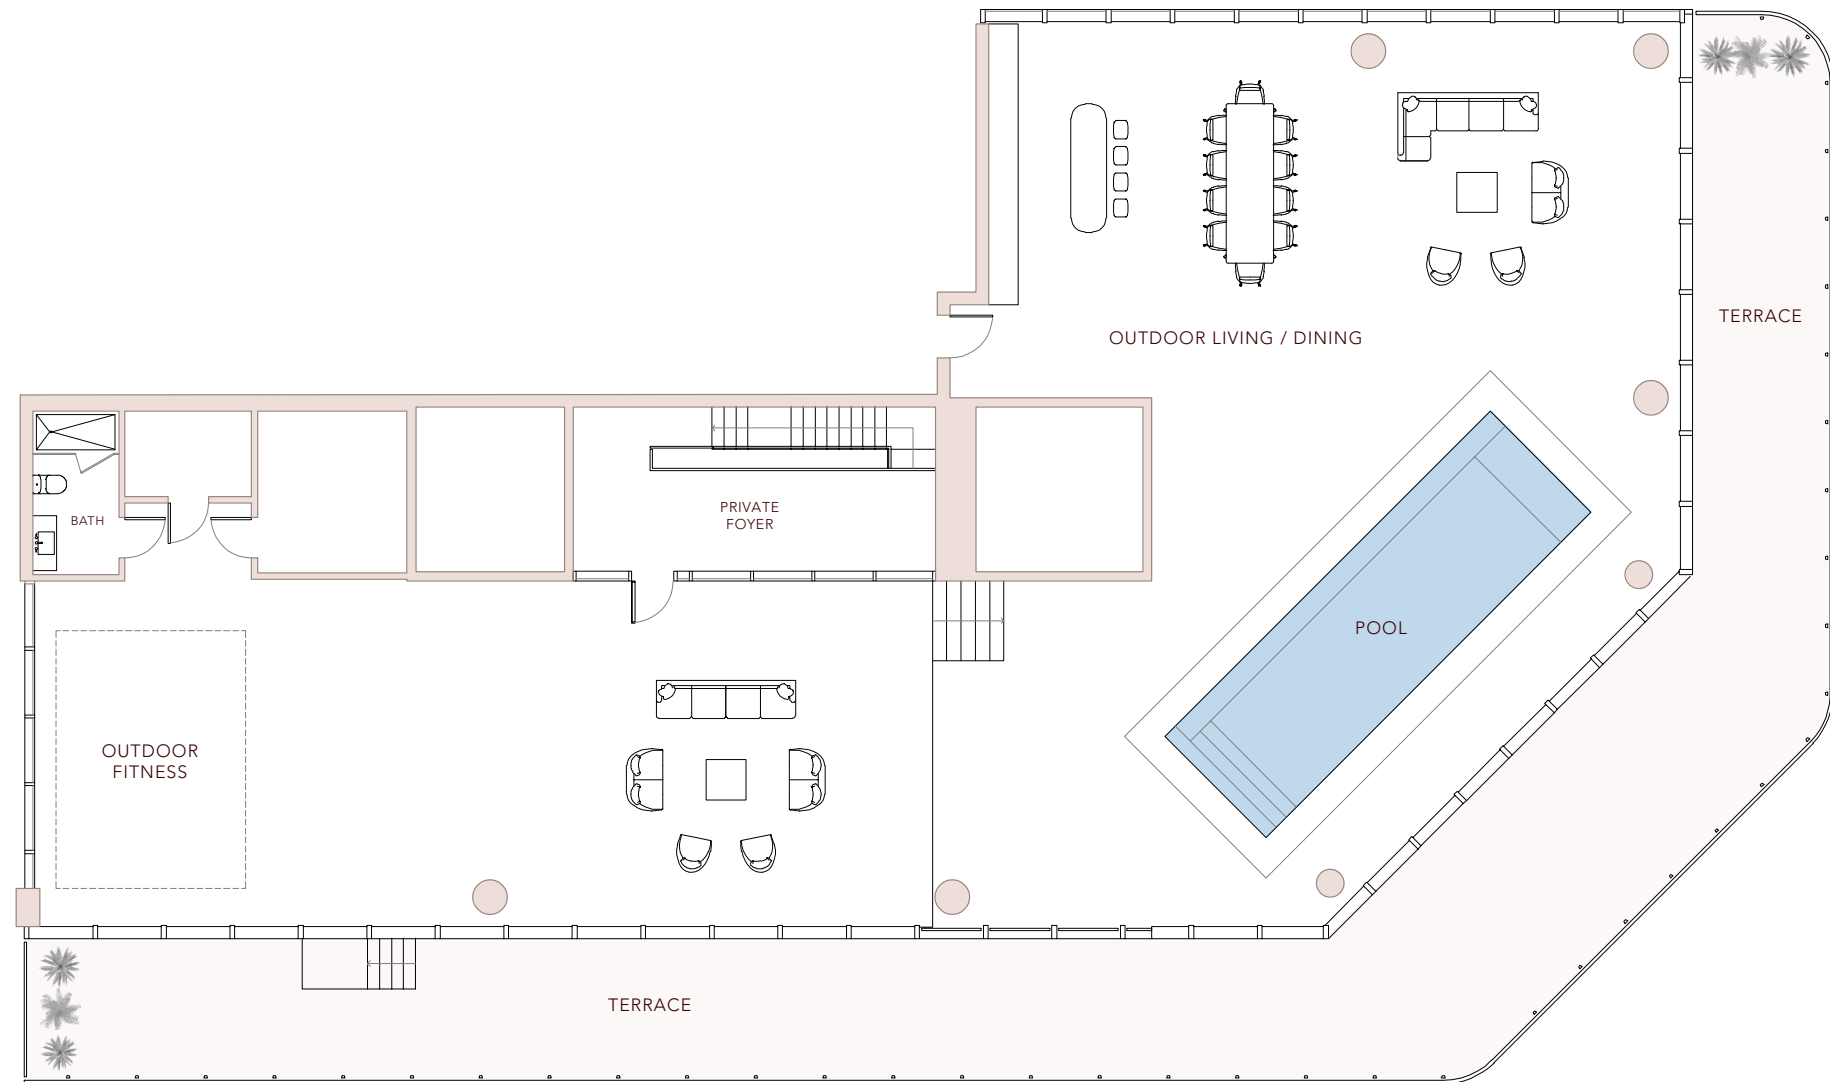 TERRACE
OUTDOOR LIVING / DINING
PRIVATE
FOYER
BATH
POOL
OUTDOOR
FITNESS
TERRACE